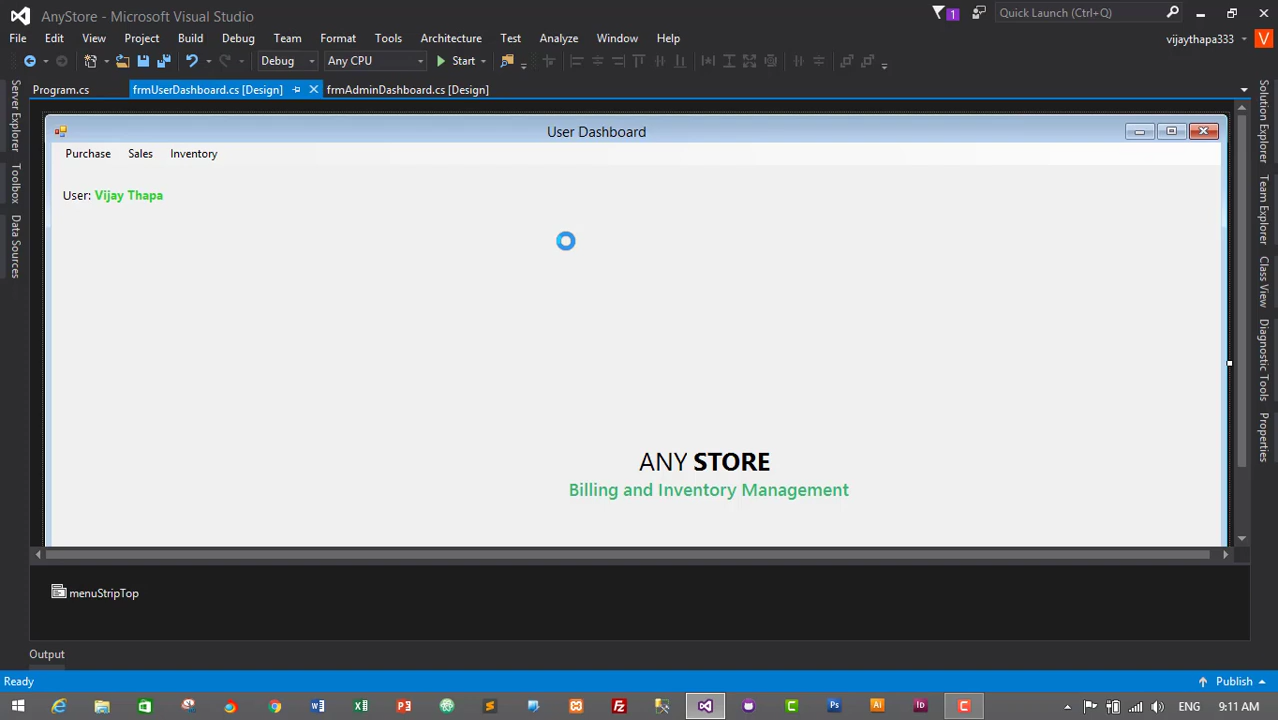 AnyStore - Microsoft Visual Studio
1
Quick Launch (Ctrl+Q)
File Edit View Project Build Debug Team Format Tools Architecture Test Analyze Window Help
vijaythapa333
V
Debug
Any CPU
Start
Program.cs
frmUserDashboard.cs [Design]
frmAdminDashboard.cs [Design]
Server Explorer
Toolbox
Data Sources
User Dashboard
Purchase Sales Inventory
User: Vijay Thapa
ANY STORE
Billing and Inventory Management
Solution Explorer
Team Explorer
Class View
Diagnostic Tools
Properties
menuStripTop
Output
Ready
Publish
ENG
9:11 AM